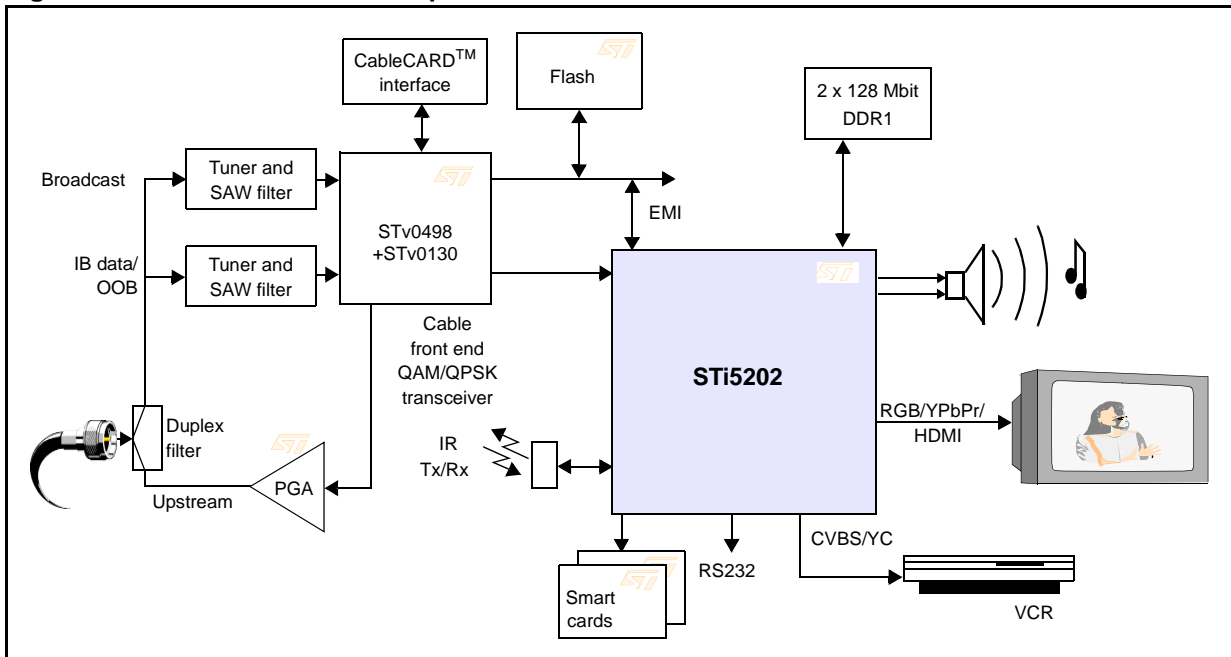 CableCARD™
interface
Flash
2 x 128 Mbit
DDR1
Tuner and
SAW filter
Broadcast
EMI
STv0498
+STv0130
IB data/
OOB
Tuner and
SAW filter
Cable
front end
QAM/QPSK
transceiver
STi5202
RGB/YPbPr/
HDMI
Duplex
filter
IR
Tx/Rx
PGA
Upstream
CVBS/YC
RS232
Smart
cards
VCR